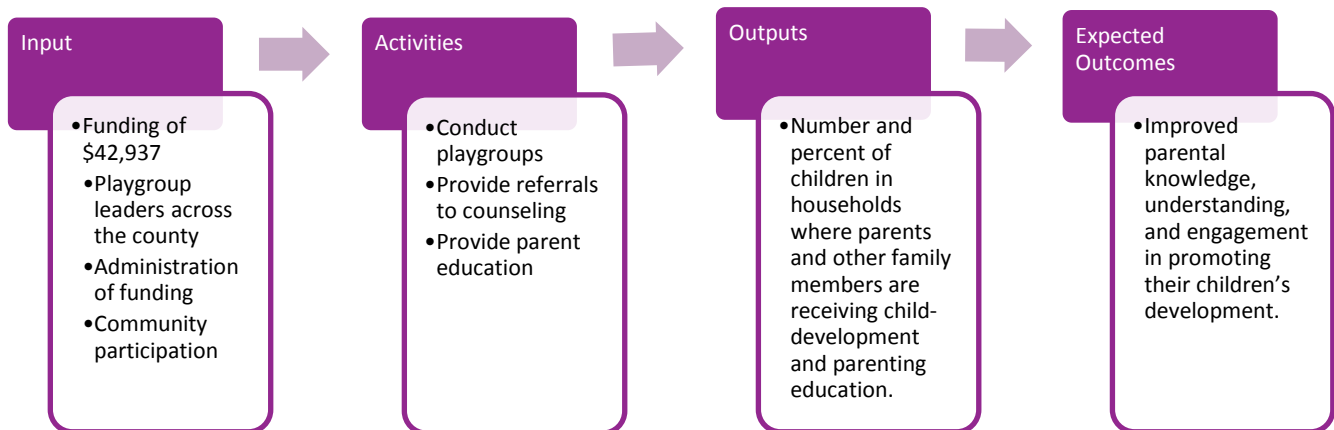 Input
•Funding of
$42,937
•Playgroup
leaders across
the county
•Administration
of funding
•Community
participation
Activities
•Conduct
playgroups
•Provide referrals
to counseling
•Provide parent
education
Outputs
•Number and
percent of
children in
households
where parents
and other family
members are
receiving child-
development
and parenting
education.
Expected
Outcomes
•Improved
parental
knowledge,
understanding,
and engagement
in promoting
their children’s
development.